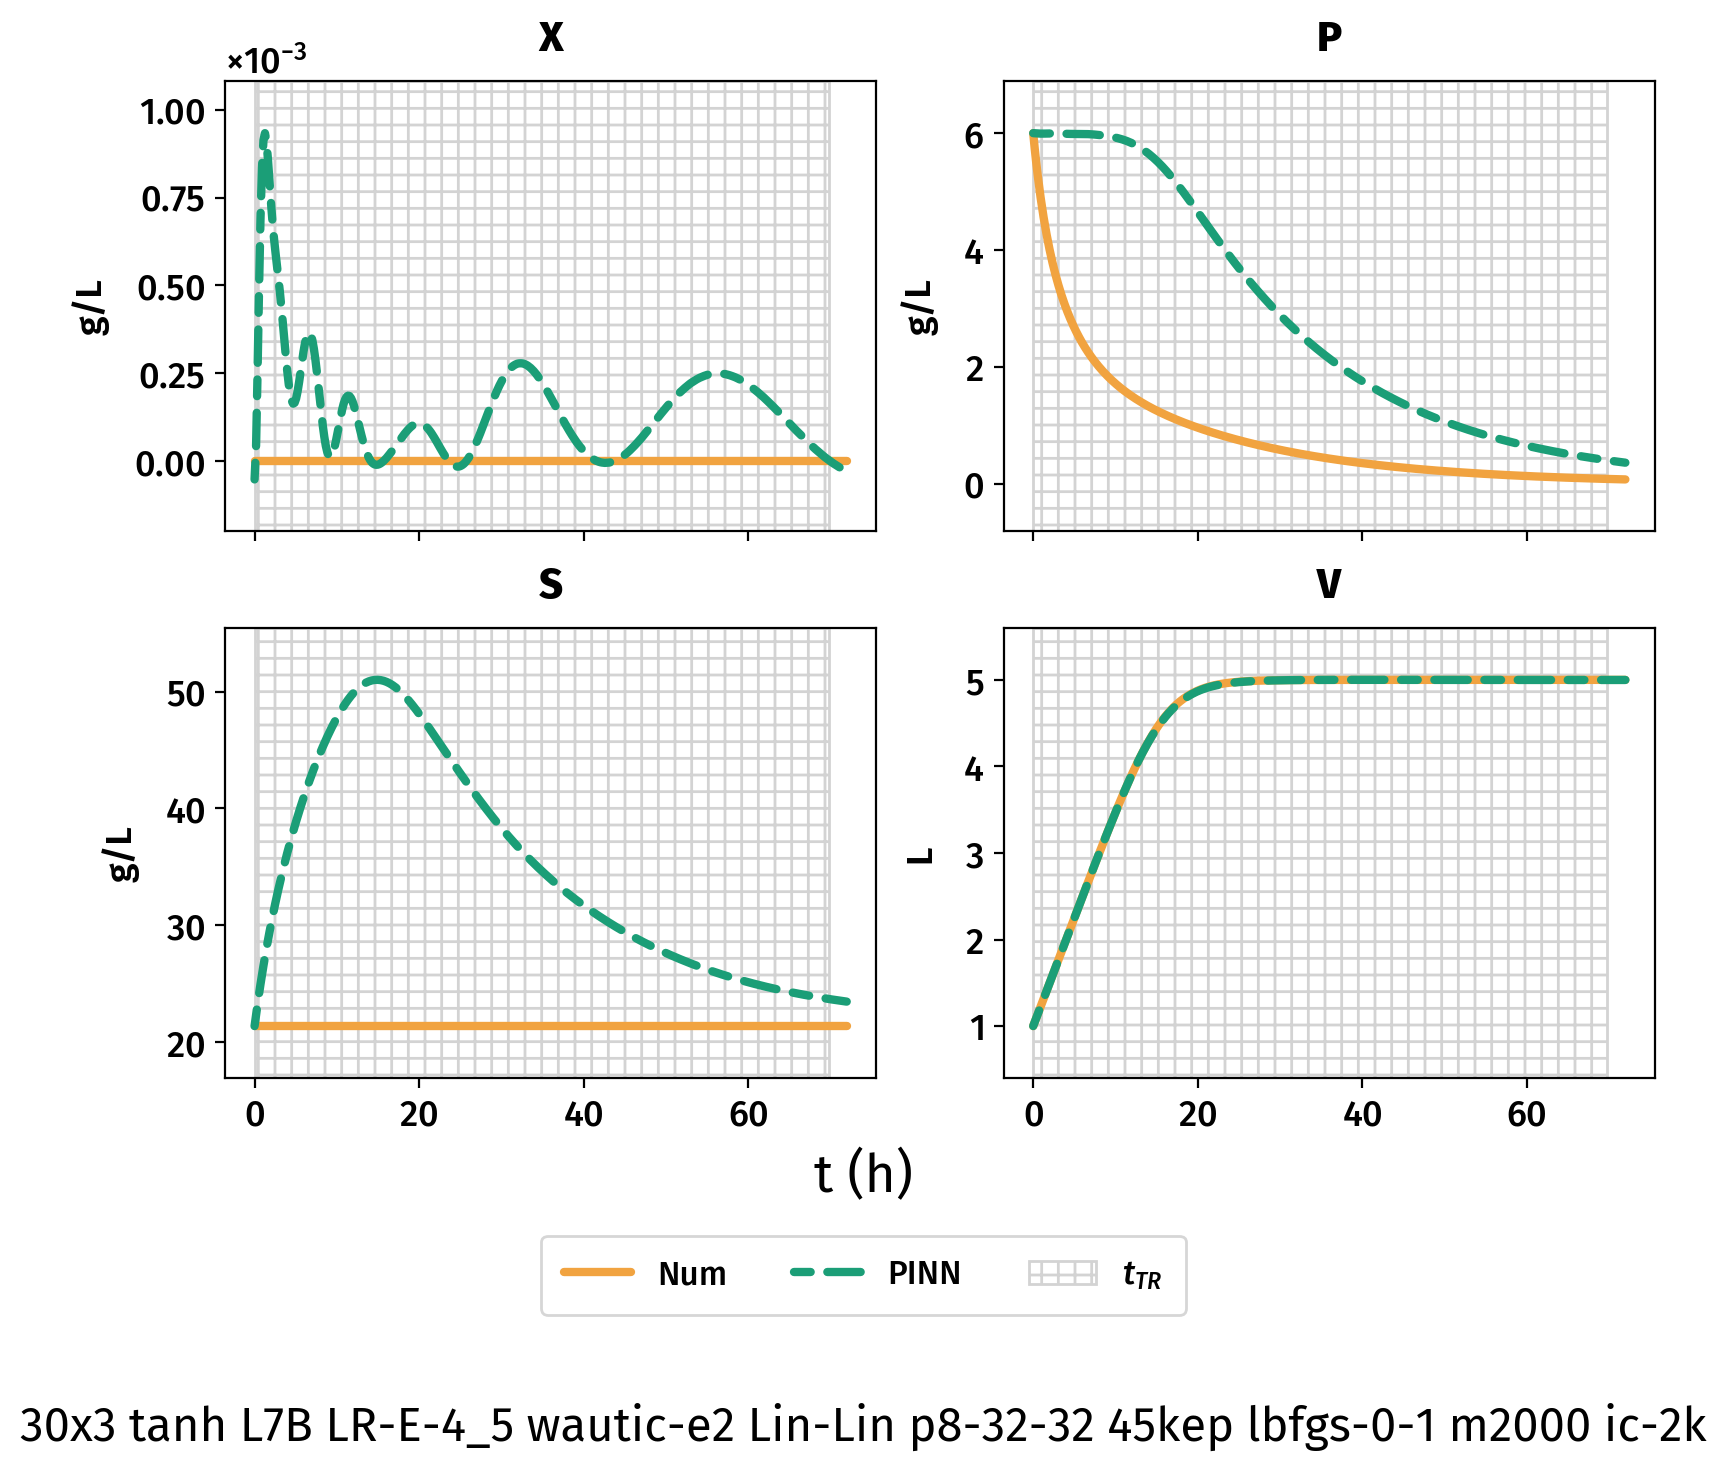 X
×10⁻³
1.00
0.75
0.50
0.25
0.00
g/L
P
6
4
2
0
g/L
S
50
40
30
20
g/L
0 20 40 60
V
5
4
3
2
1
L
0 20 40 60
t (h)
Num PINN t_TR
30x3 tanh L7B LR-E-4_5 wautic-e2 Lin-Lin p8-32-32 45kep lbfgs-0-1 m2000 ic-2k